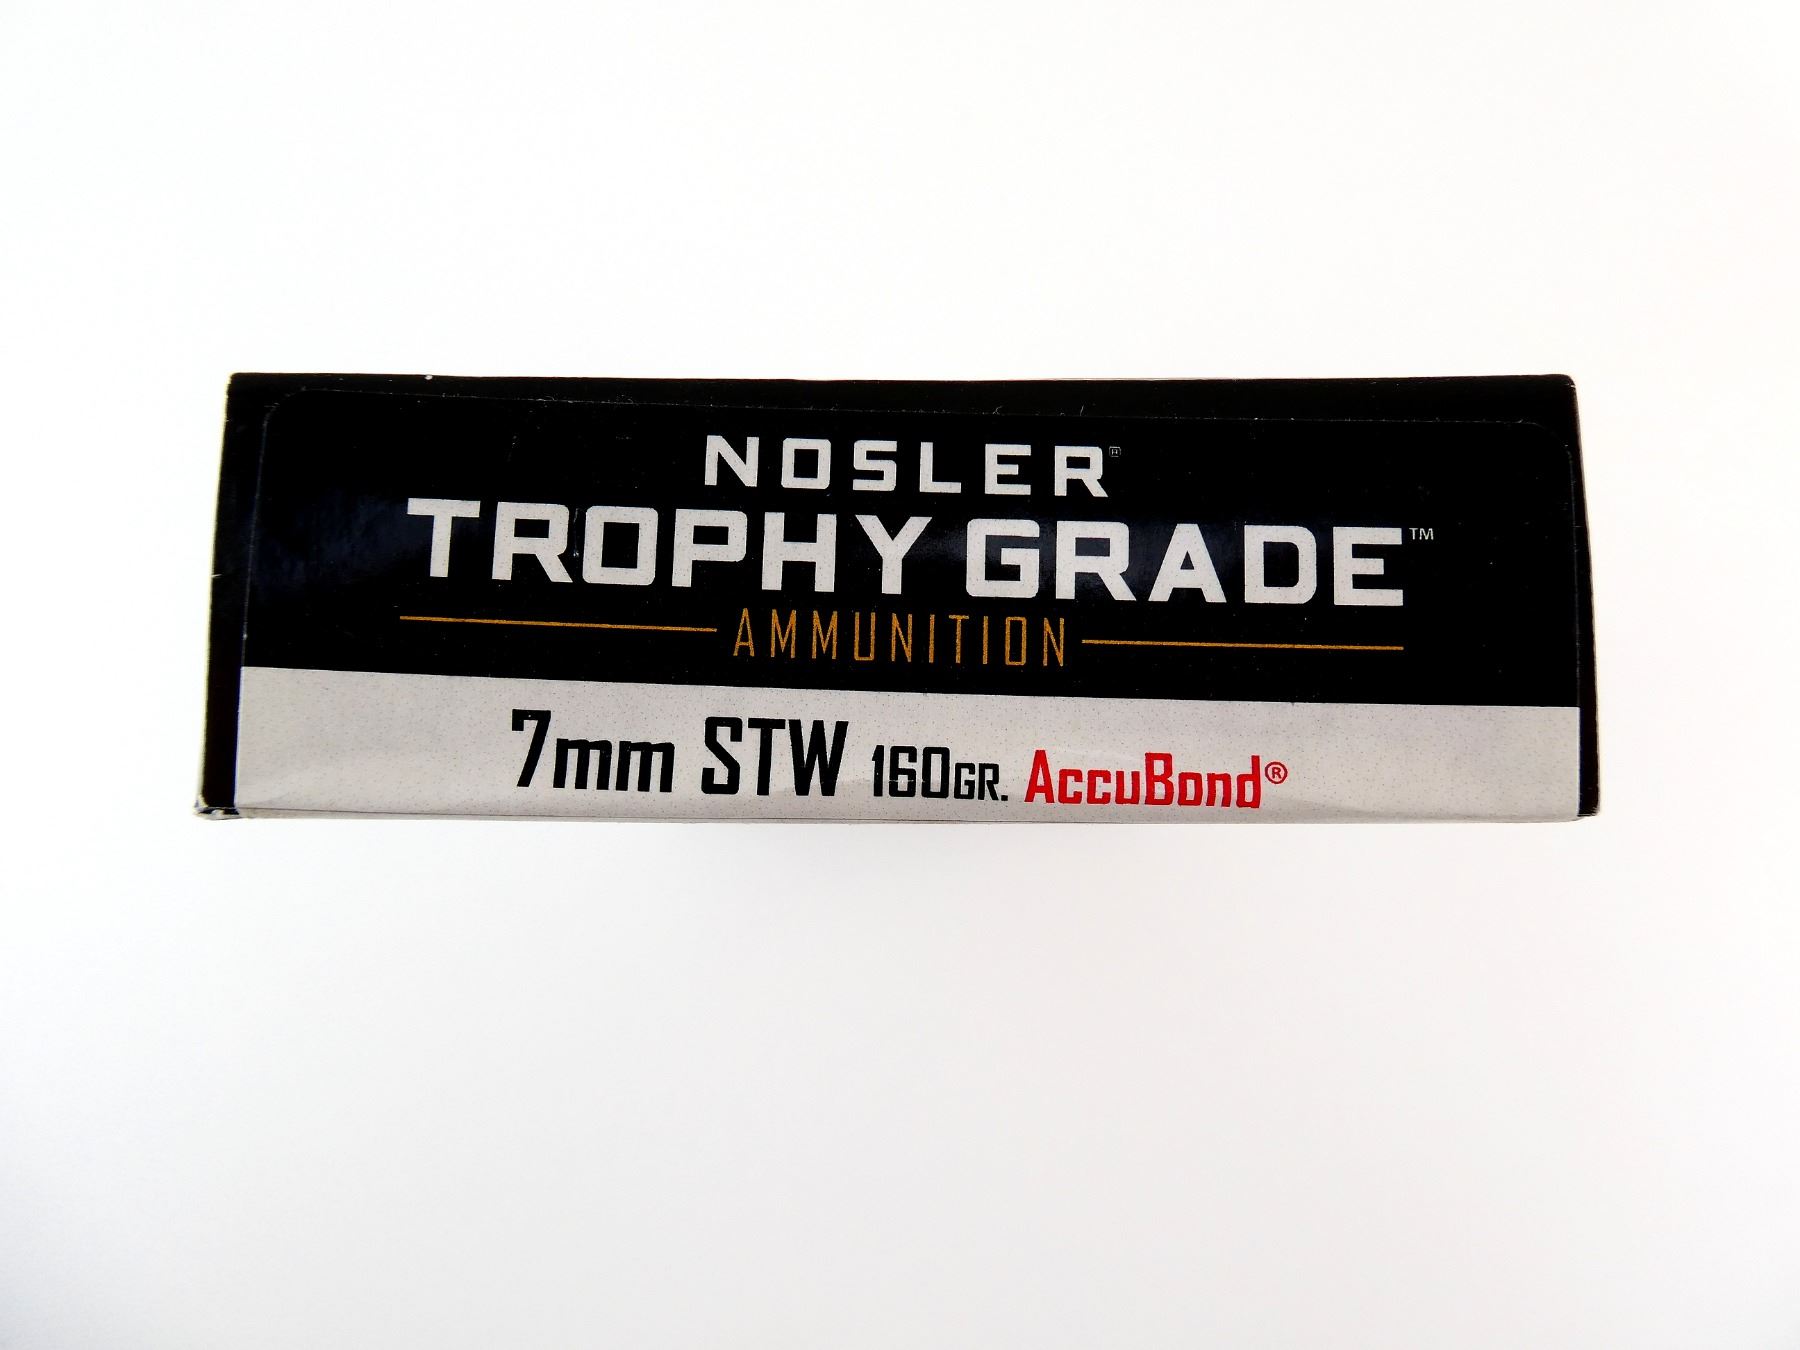 NOSLER®
TROPHY GRADE™
AMMUNITION
7mm STW 160GR. AccuBond®